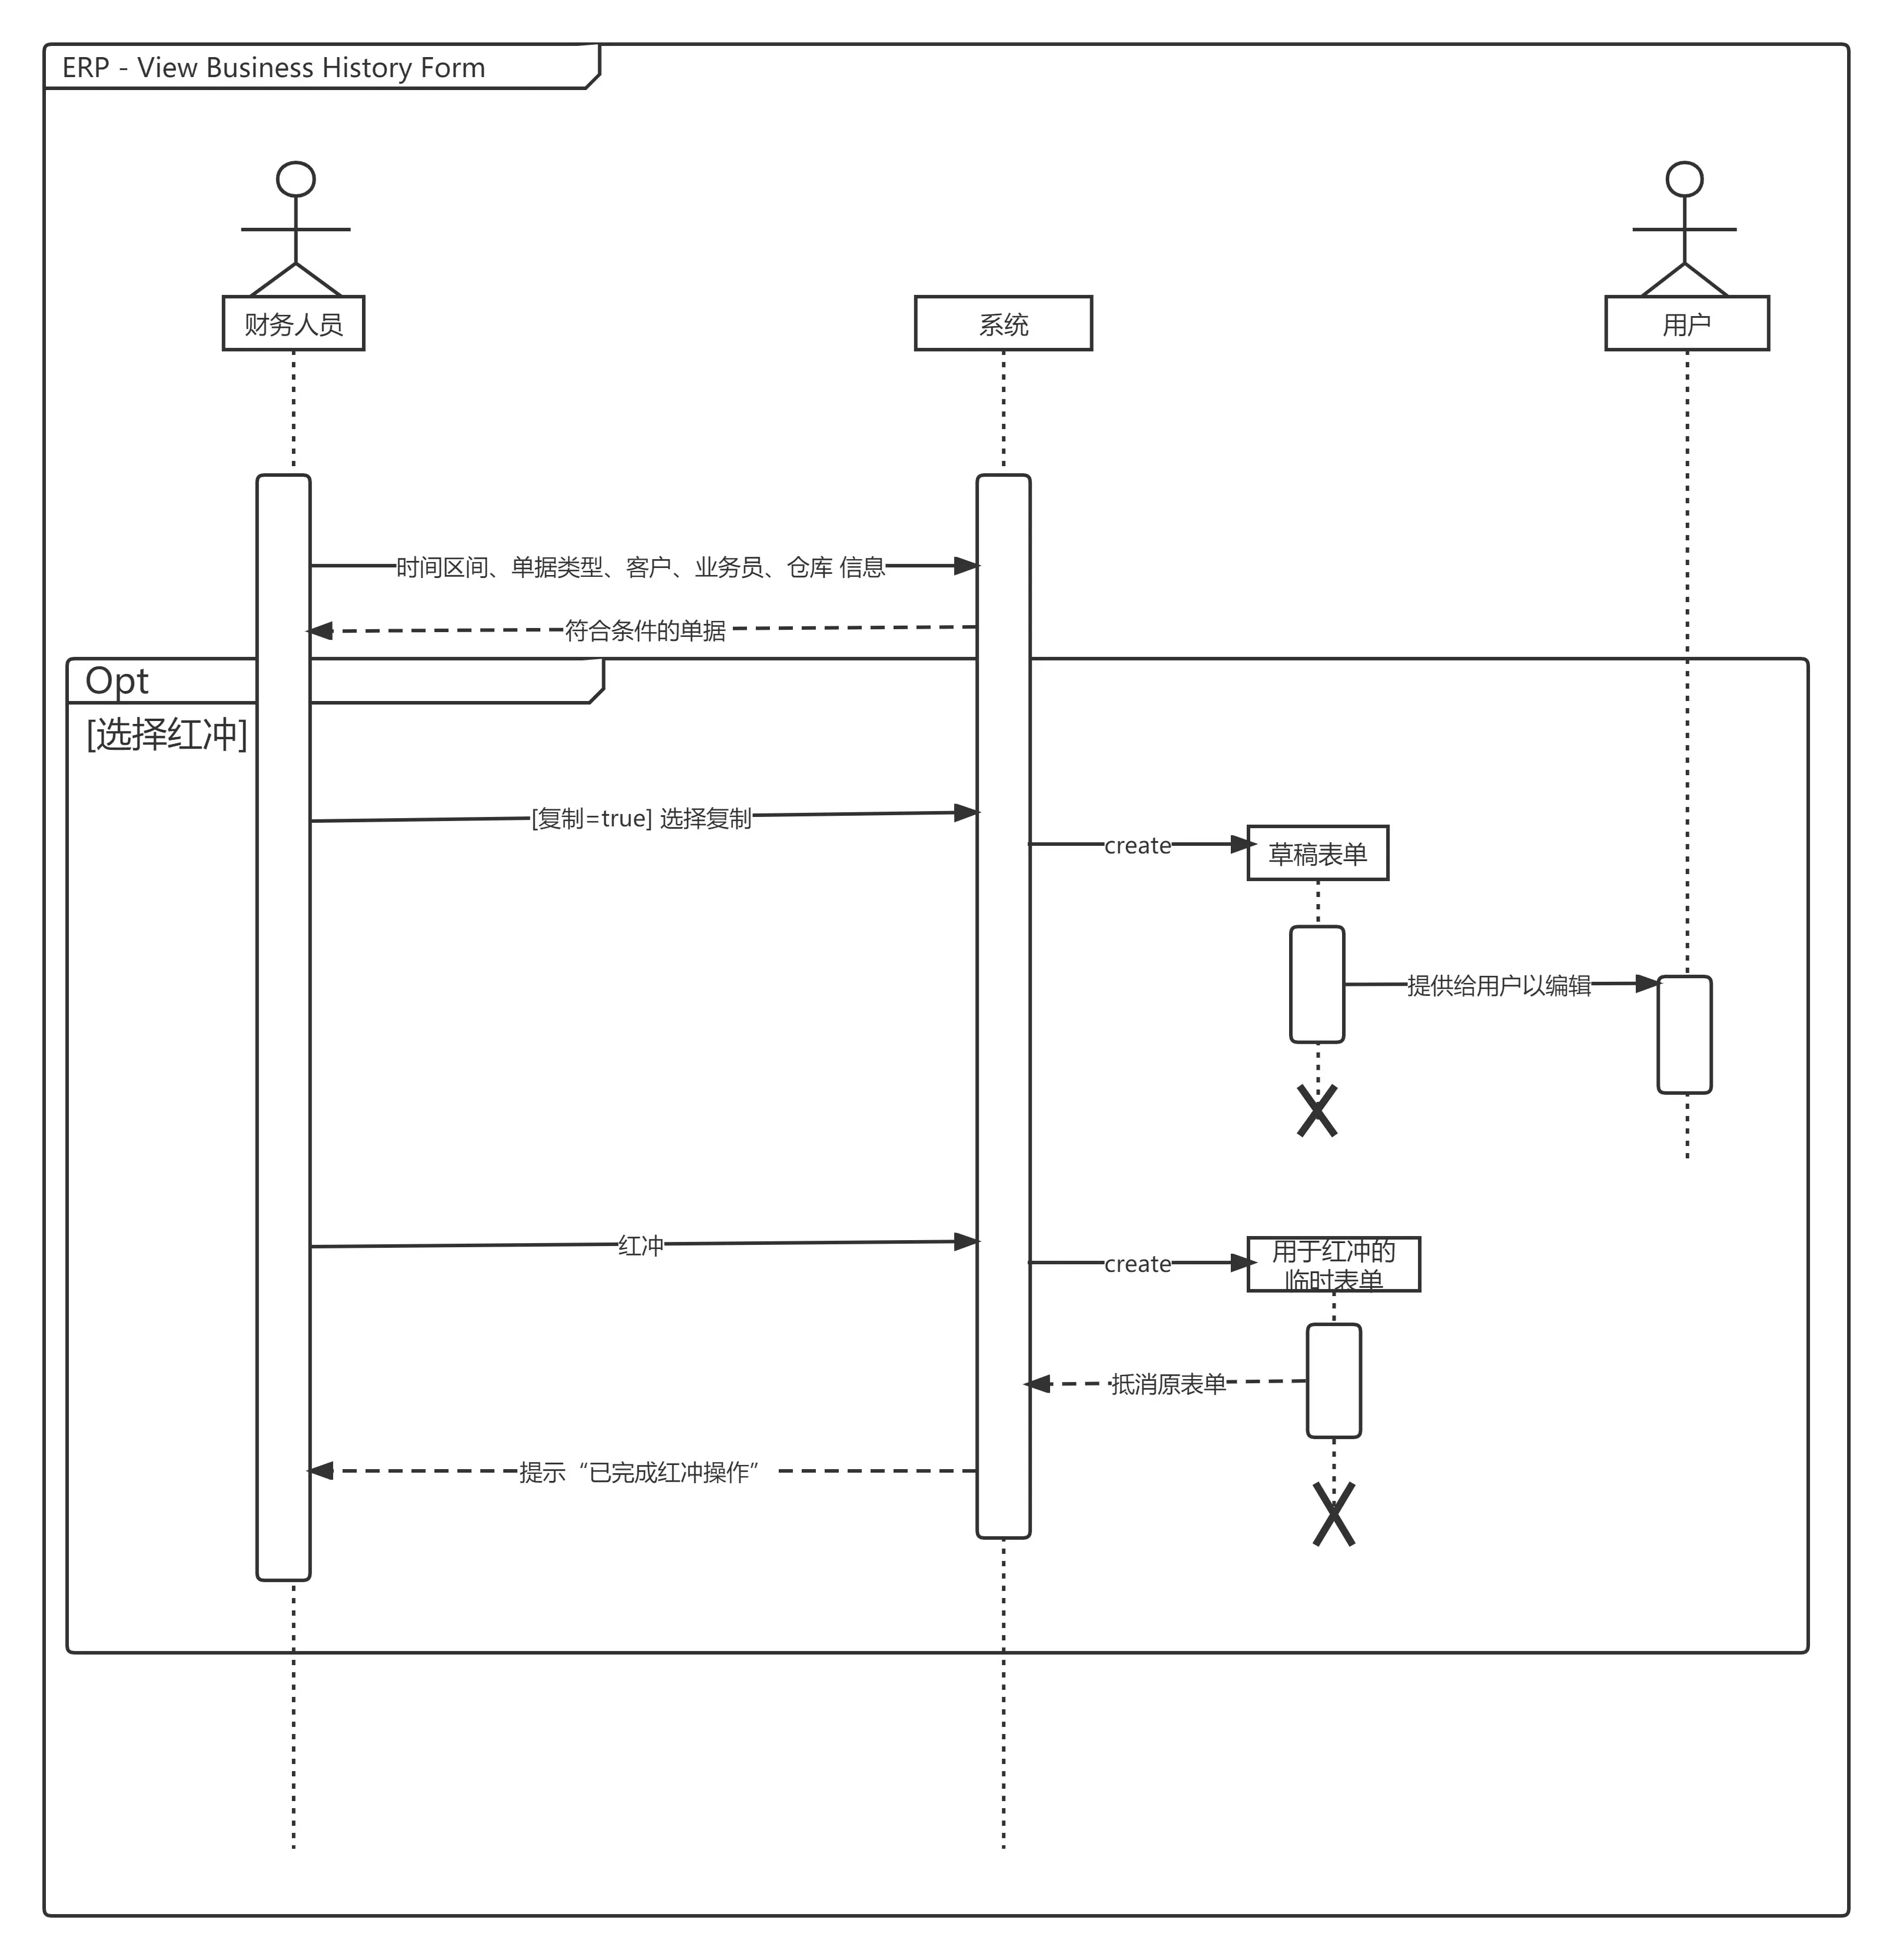 ERP - View Business History Form
财务人员
系统
用户
时间区间、单据类型、客户、业务员、仓库 信息
符合条件的单据
Opt
[选择红冲]
[复制=true] 选择复制
create
草稿表单
提供给用户以编辑
红冲
create
用于红冲的
临时表单
抵消原表单
提示“已完成红冲操作”